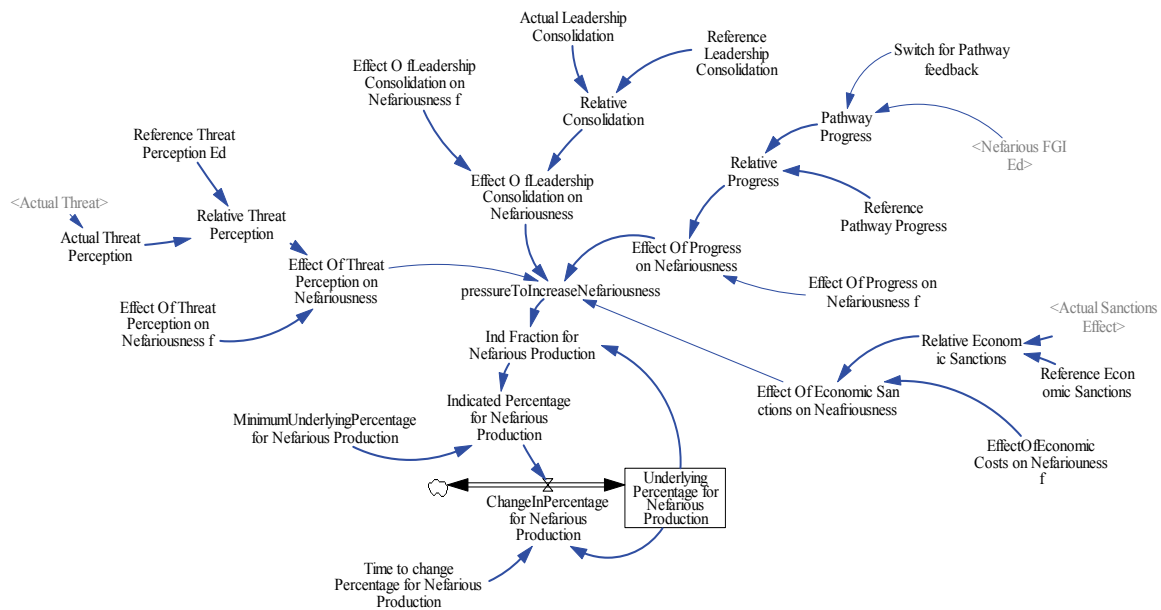 Actual Leadership
Consolidation
Reference
Leadership
Consolidation
Switch for Pathway
feedback
Effect O fLeadership
Consolidation on
Nefariousness f
Relative
Consolidation
Pathway
Progress
<Nefarious FGI
Ed>
Reference Threat
Perception Ed
Relative
Progress
Effect O fLeadership
Consolidation on
Nefariousness
<Actual Threat>
Relative Threat
Perception
Reference
Pathway Progress
Actual Threat
Perception
Effect Of Progress
on Nefariousness
Effect Of Threat
Perception on
Nefariousness
pressureToIncreaseNefariousness
Effect Of Progress on
Nefariousness f
Effect Of Threat
Perception on
Nefariousness f
<Actual Sanctions
Effect>
Ind Fraction for
Nefarious Production
Relative Econom
ic Sanctions
Reference Econ
omic Sanctions
Effect Of Economic San
ctions on Neafriousness
Indicated Percentage
for Nefarious
Production
MinimumUnderlyingPercentage
for Nefarious Production
EffectOfEconomic
Costs on Nefariouness
f
Underlying
Percentage for
Nefarious
Production
ChangeInPercentage
for Nefarious
Production
Time to change
Percentage for Nefarious
Production